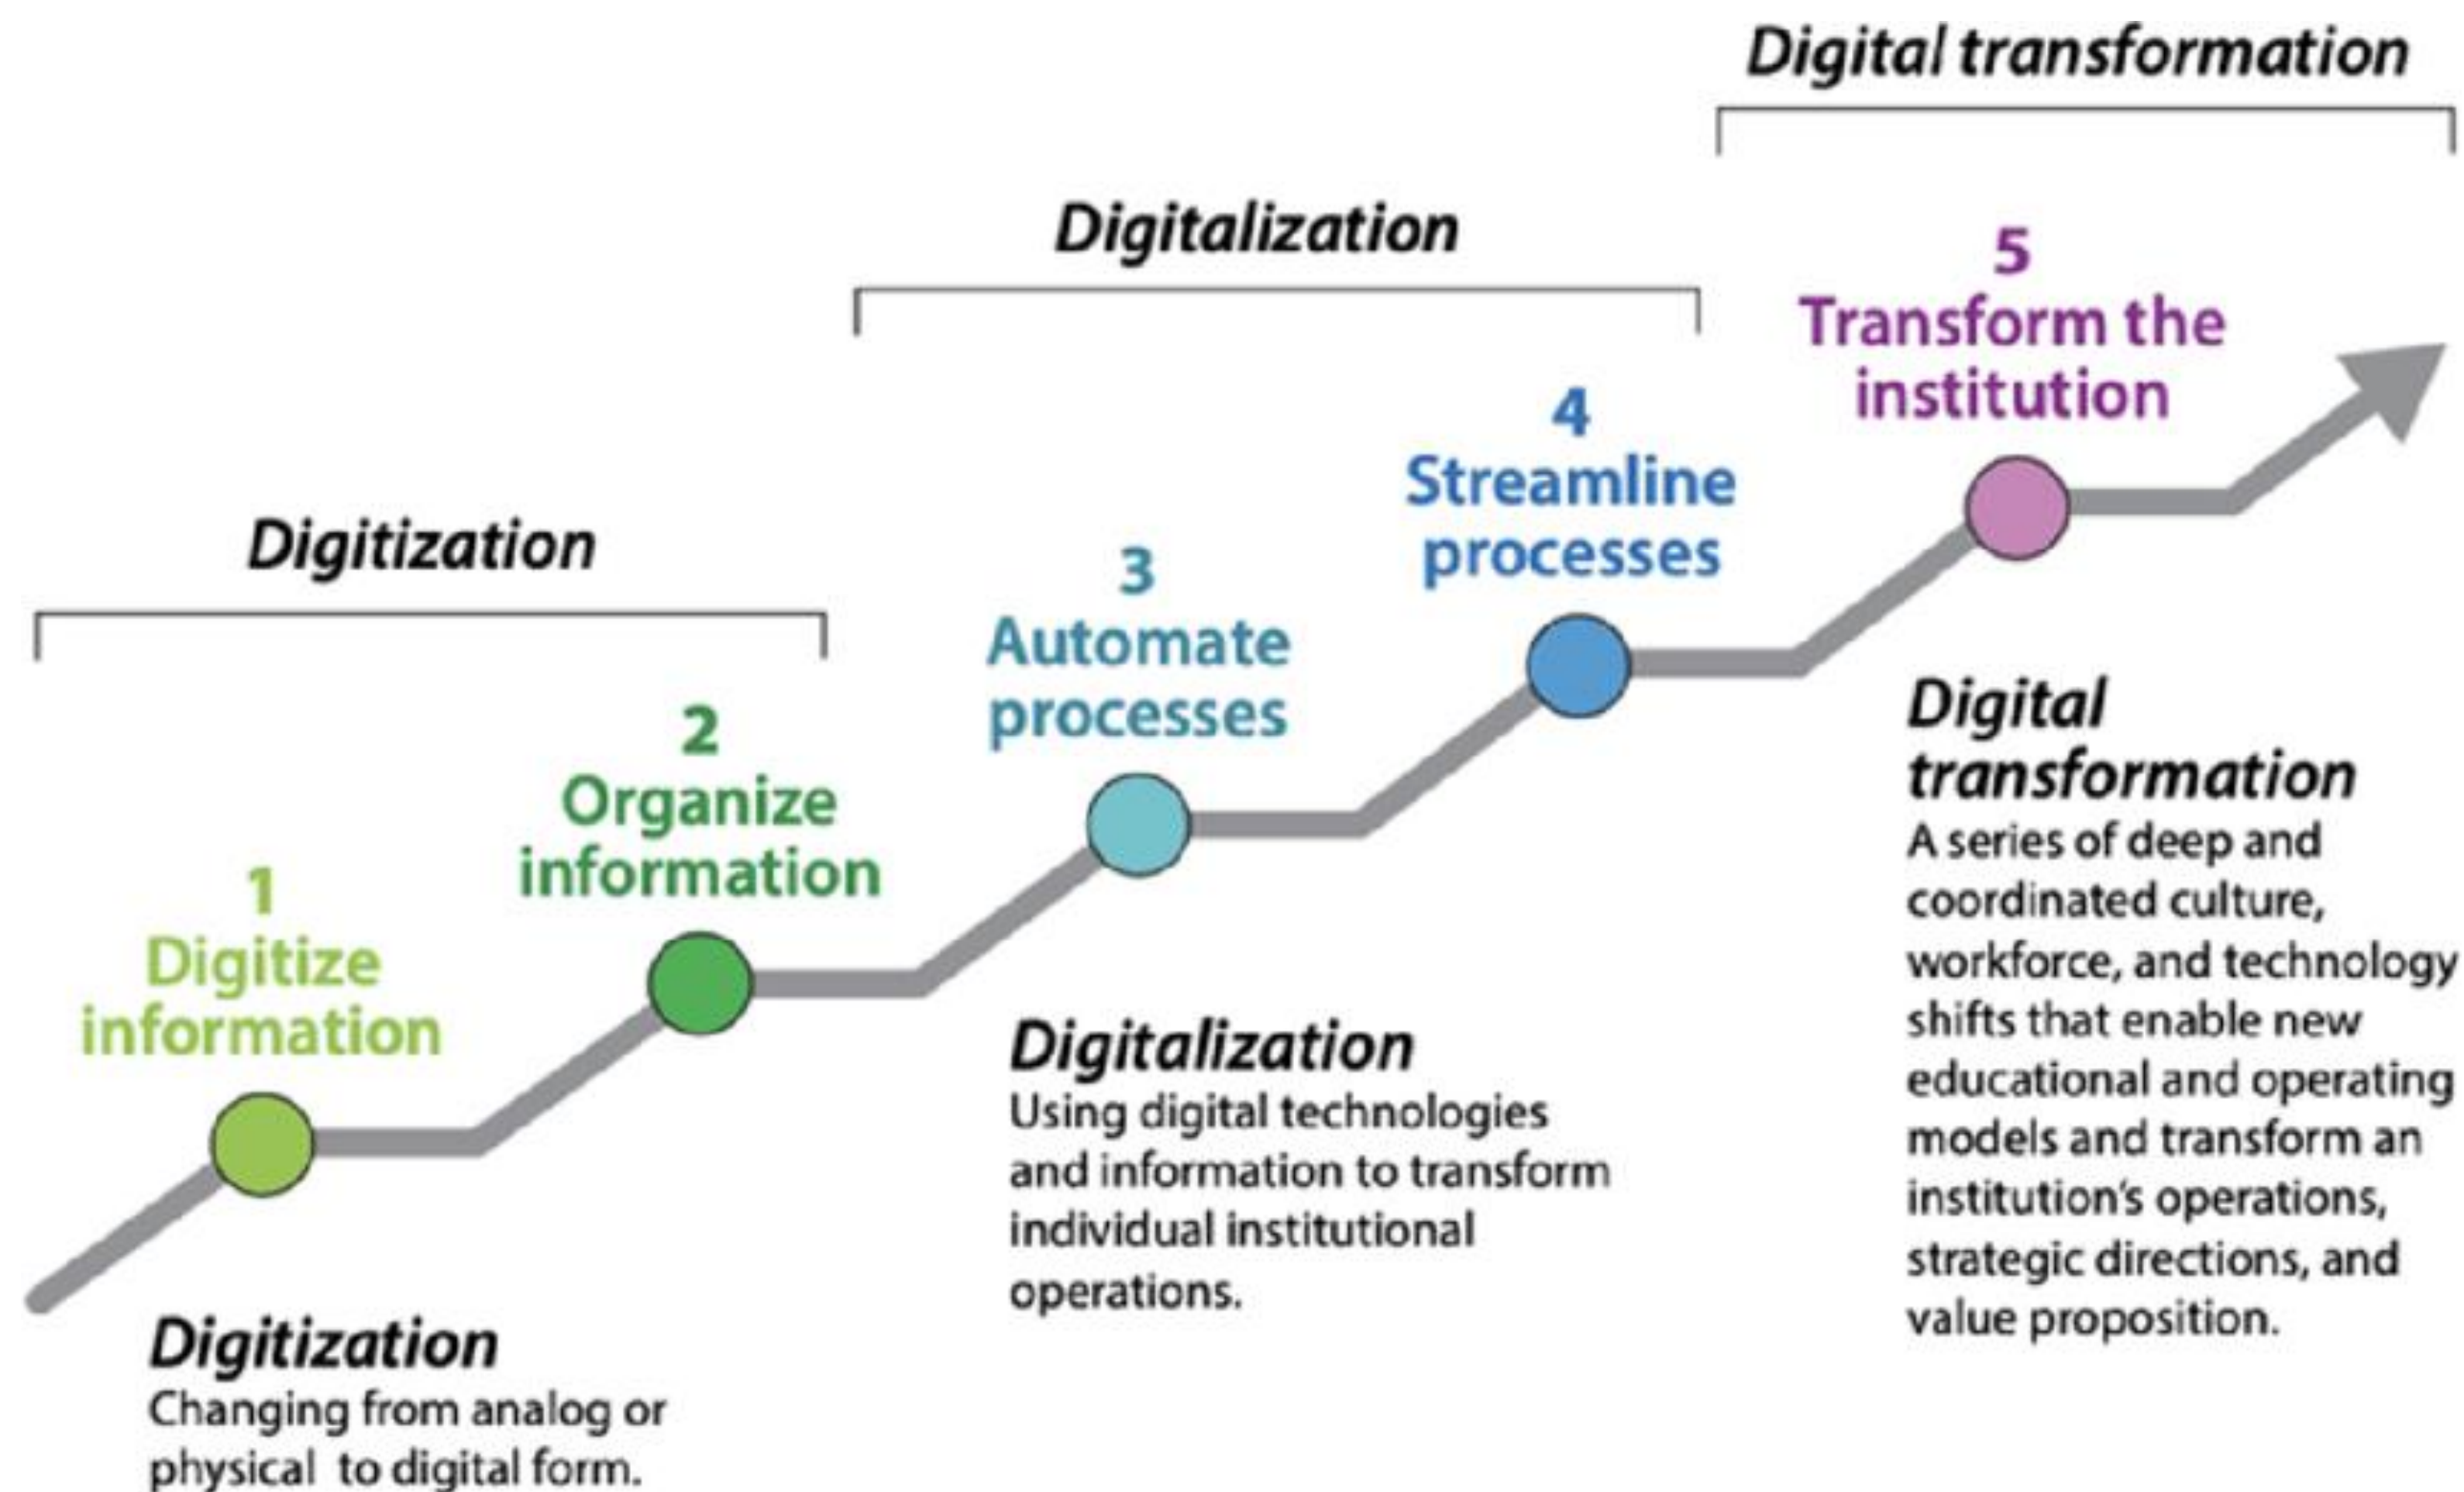 Digital transformation
Digitalization
5
Transform the
institution
4
Streamline
processes
Digitization
3
Automate
processes
2
Organize
information
1
Digitize
information
Digitization
Changing from analog or
physical to digital form.
Digitalization
Using digital technologies
and information to transform
individual institutional
operations.
Digital
transformation
A series of deep and
coordinated culture,
workforce, and technology
shifts that enable new
educational and operating
models and transform an
institution's operations,
strategic directions, and
value proposition.